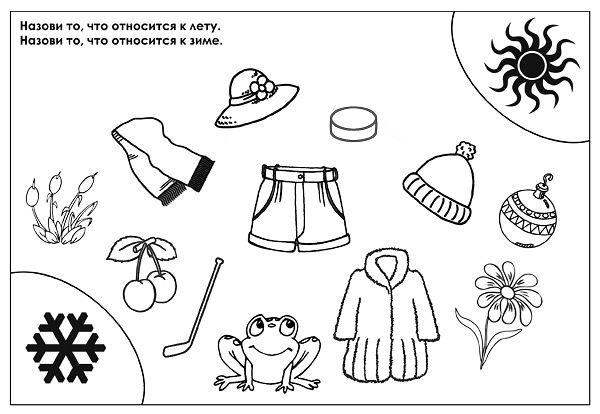 Назови то, что относится к лету.
Назови то, что относится к зиме.